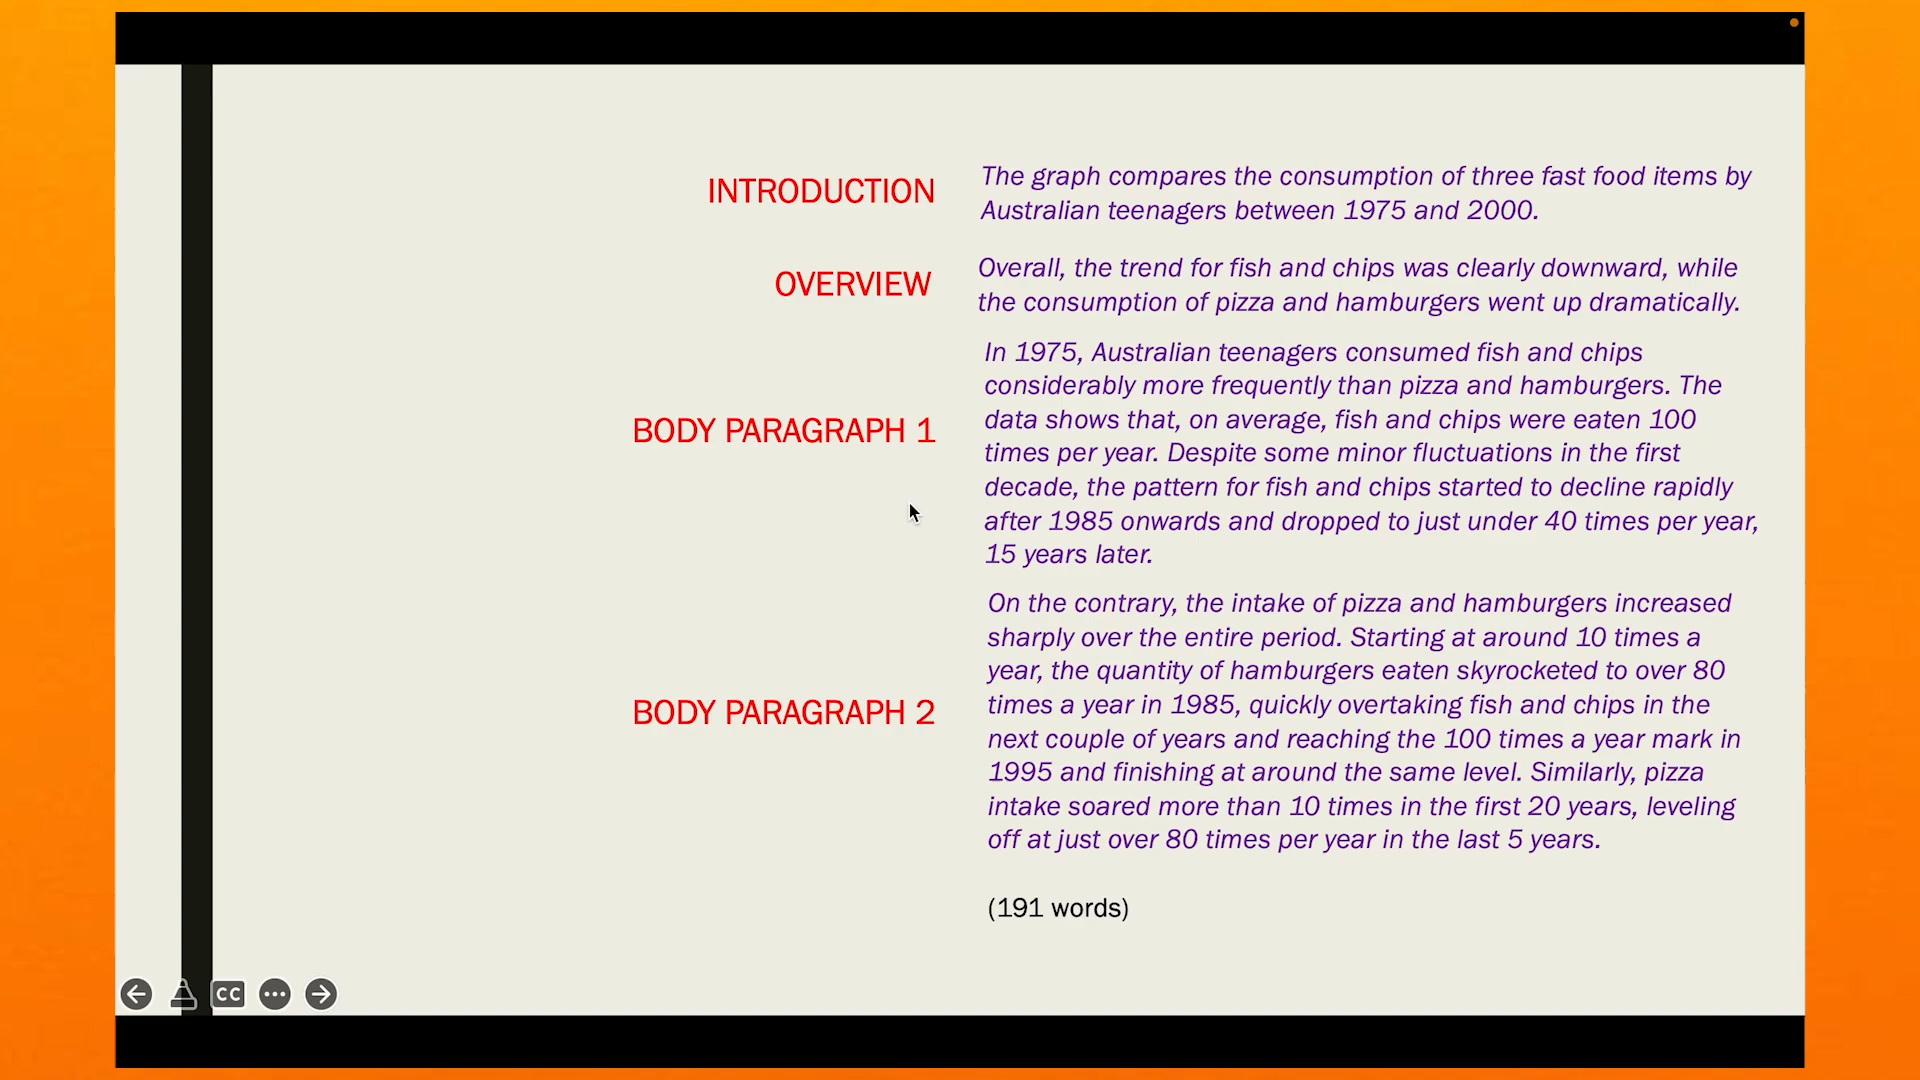 INTRODUCTION
The graph compares the consumption of three fast food items by
Australian teenagers between 1975 and 2000.
OVERVIEW
Overall, the trend for fish and chips was clearly downward, while
the consumption of pizza and hamburgers went up dramatically.
BODY PARAGRAPH 1
In 1975, Australian teenagers consumed fish and chips
considerably more frequently than pizza and hamburgers. The
data shows that, on average, fish and chips were eaten 100
times per year. Despite some minor fluctuations in the first
decade, the pattern for fish and chips started to decline rapidly
after 1985 onwards and dropped to just under 40 times per year,
15 years later.
BODY PARAGRAPH 2
On the contrary, the intake of pizza and hamburgers increased
sharply over the entire period. Starting at around 10 times a
year, the quantity of hamburgers eaten skyrocketed to over 80
times a year in 1985, quickly overtaking fish and chips in the
next couple of years and reaching the 100 times a year mark in
1995 and finishing at around the same level. Similarly, pizza
intake soared more than 10 times in the first 20 years, leveling
off at just over 80 times per year in the last 5 years.
(191 words)
CC